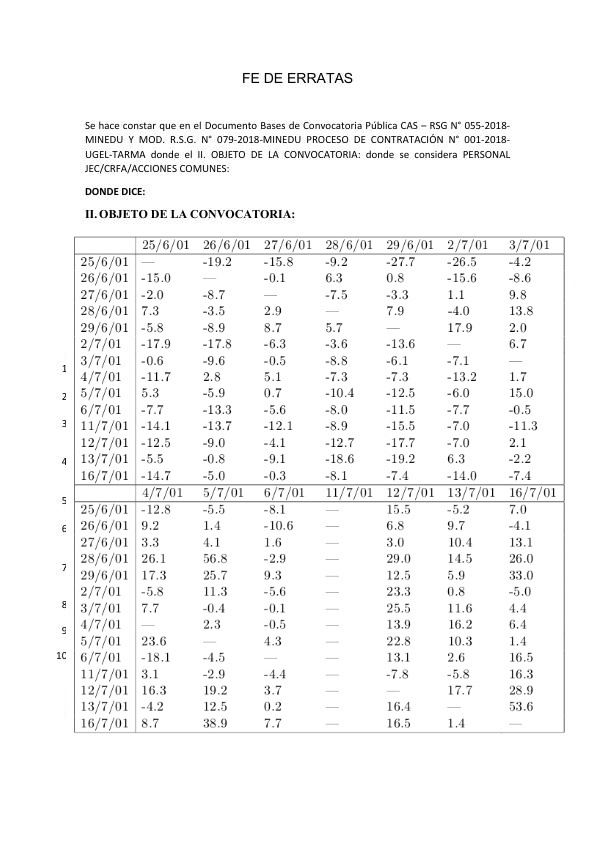 FE DE ERRATAS
Se hace constar que en el Documento Bases de Convocatoria Pública CAS – RSG N° 055-2018-
MINEDU Y MOD. R.S.G. N° 079-2018-MINEDU PROCESO DE CONTRATACIÓN N° 001-2018-
UGEL-TARMA donde el II. OBJETO DE LA CONVOCATORIA: donde se considera PERSONAL
JEC/CRFA/ACCIONES COMUNES:
DONDE DICE:
II. OBJETO DE LA CONVOCATORIA:
25/6/01 26/6/01 27/6/01 28/6/01 29/6/01 2/7/01 3/7/01
25/6/01 — -19.2 -15.8 -9.2 -27.7 -26.5 -4.2
26/6/01 -15.0 — -0.1 6.3 0.8 -15.6 -8.6
27/6/01 -2.0 -8.7 — -7.5 -3.3 1.1 9.8
28/6/01 7.3 -3.5 2.9 — 7.9 -4.0 13.8
29/6/01 -5.8 -8.9 8.7 5.7 — 17.9 2.0
2/7/01 -17.9 -17.8 -6.3 -3.6 -13.6 — 6.7
1 3/7/01 -0.6 -9.6 -0.5 -8.8 -6.1 -7.1 —
4/7/01 -11.7 2.8 5.1 -7.3 -7.3 -13.2 1.7
2 5/7/01 5.3 -5.9 0.7 -10.4 -12.5 -6.0 15.0
6/7/01 -7.7 -13.3 -5.6 -8.0 -11.5 -7.7 -0.5
3 11/7/01 -14.1 -13.7 -12.1 -8.9 -15.5 -7.0 -11.3
12/7/01 -12.5 -9.0 -4.1 -12.7 -17.7 -7.0 2.1
4 13/7/01 -5.5 -0.8 -9.1 -18.6 -19.2 6.3 -2.2
16/7/01 -14.7 -5.0 -0.3 -8.1 -7.4 -14.0 -7.4
5 4/7/01 5/7/01 6/7/01 11/7/01 12/7/01 13/7/01 16/7/01
25/6/01 -12.8 -5.5 -8.1 — 15.5 -5.2 7.0
6 26/6/01 9.2 1.4 -10.6 — 6.8 9.7 -4.1
27/6/01 3.3 4.1 1.6 — 3.0 10.4 13.1
7 28/6/01 26.1 56.8 -2.9 — 29.0 14.5 26.0
29/6/01 17.3 25.7 9.3 — 12.5 5.9 33.0
2/7/01 -5.8 11.3 -5.6 — 23.3 0.8 -5.0
8 3/7/01 7.7 -0.4 -0.1 — 25.5 11.6 4.4
4/7/01 — 2.3 -0.5 — 13.9 16.2 6.4
9 5/7/01 23.6 — 4.3 — 22.8 10.3 1.4
10 6/7/01 -18.1 -4.5 — — 13.1 2.6 16.5
11/7/01 3.1 -2.9 -4.4 — -7.8 -5.8 16.3
12/7/01 16.3 19.2 3.7 — — 17.7 28.9
13/7/01 -4.2 12.5 0.2 — 16.4 — 53.6
16/7/01 8.7 38.9 7.7 — 16.5 1.4 —